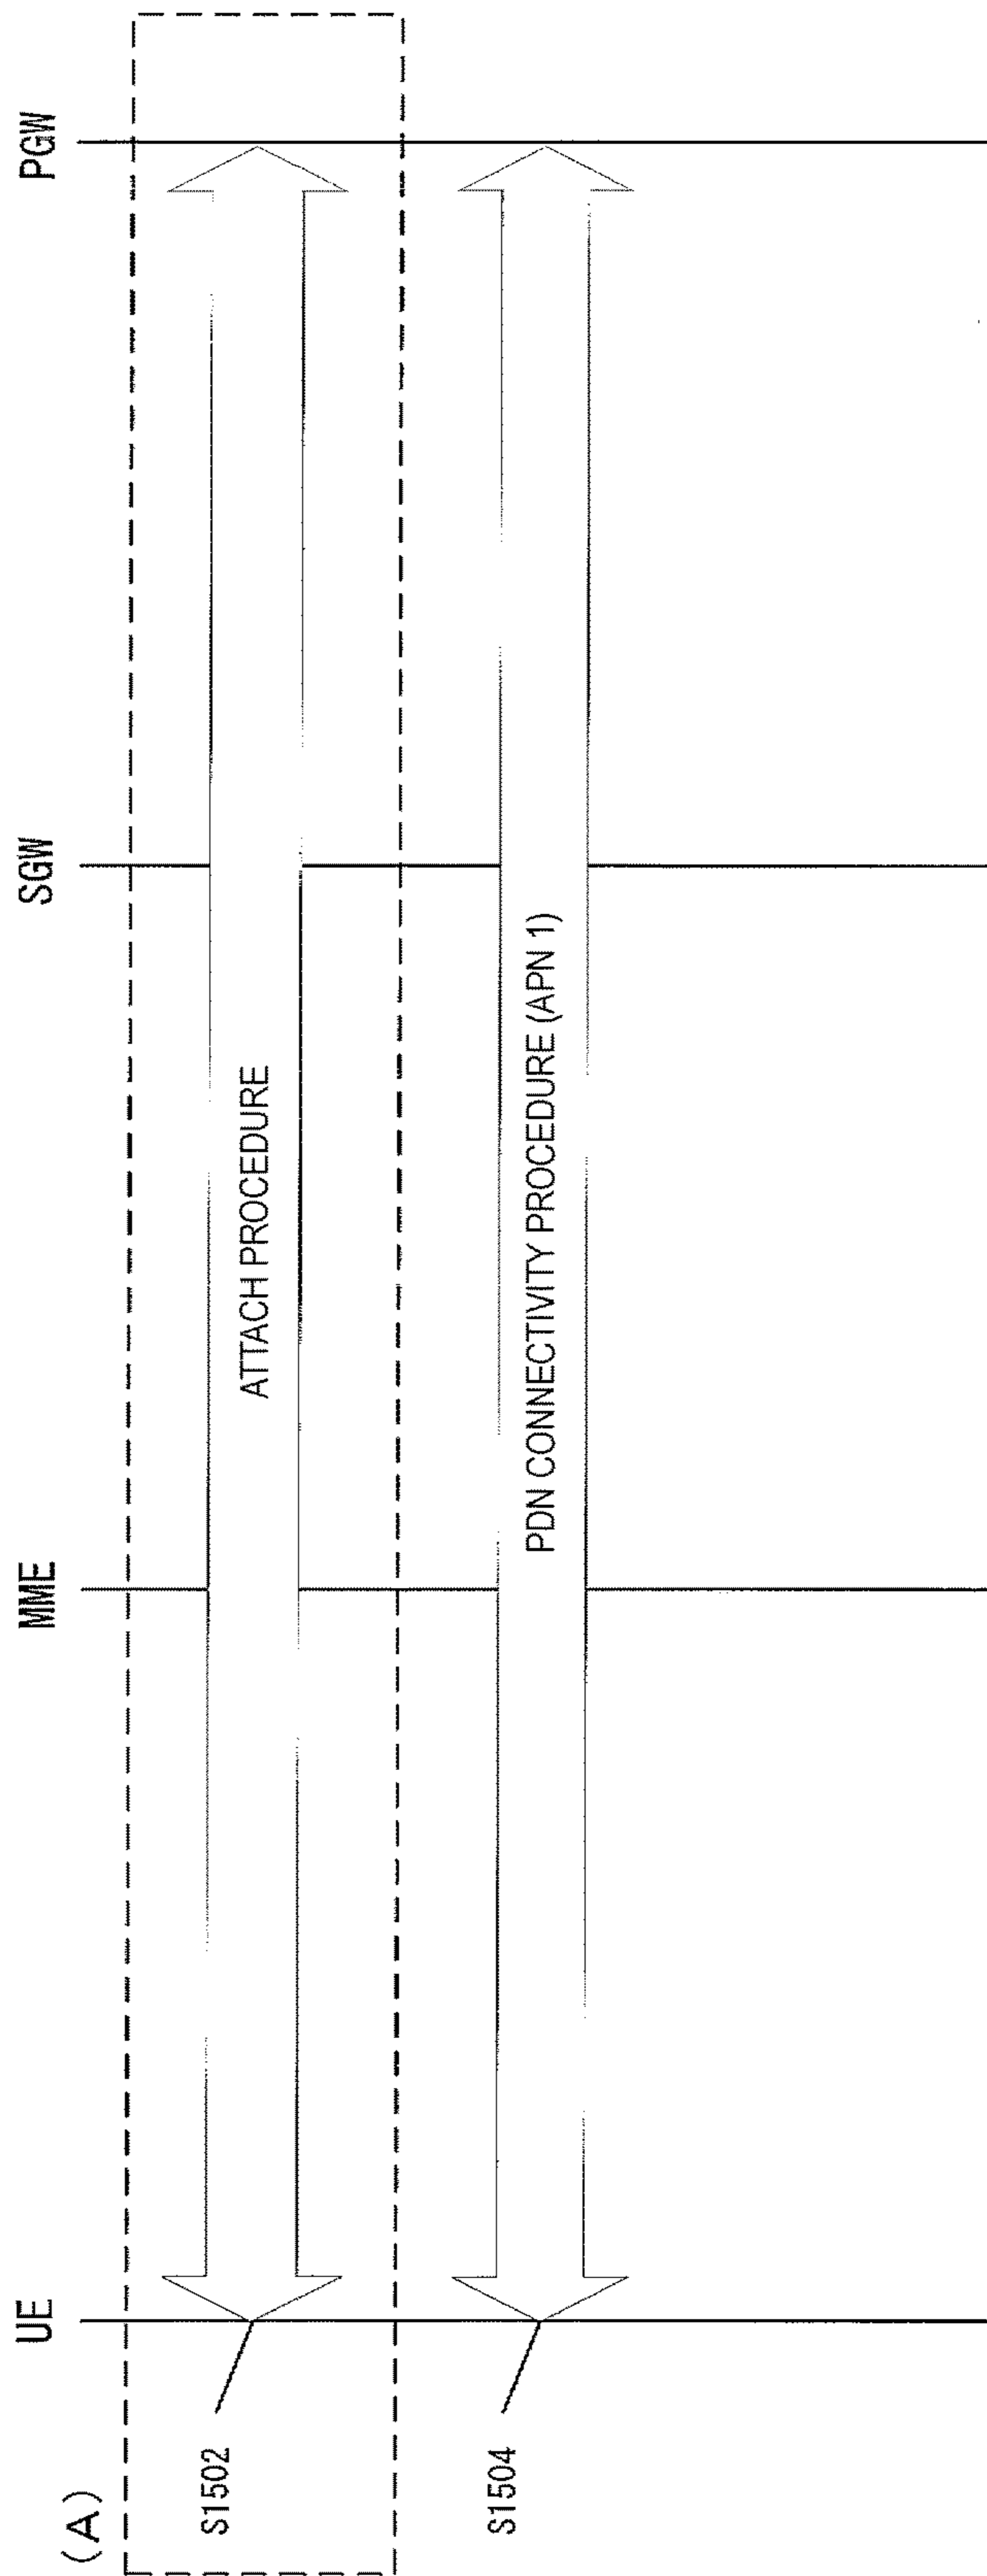 UE
MME
SGW
PGW
(A)
S1502
ATTACH PROCEDURE
S1504
PDN CONNECTIVITY PROCEDURE (APN 1)